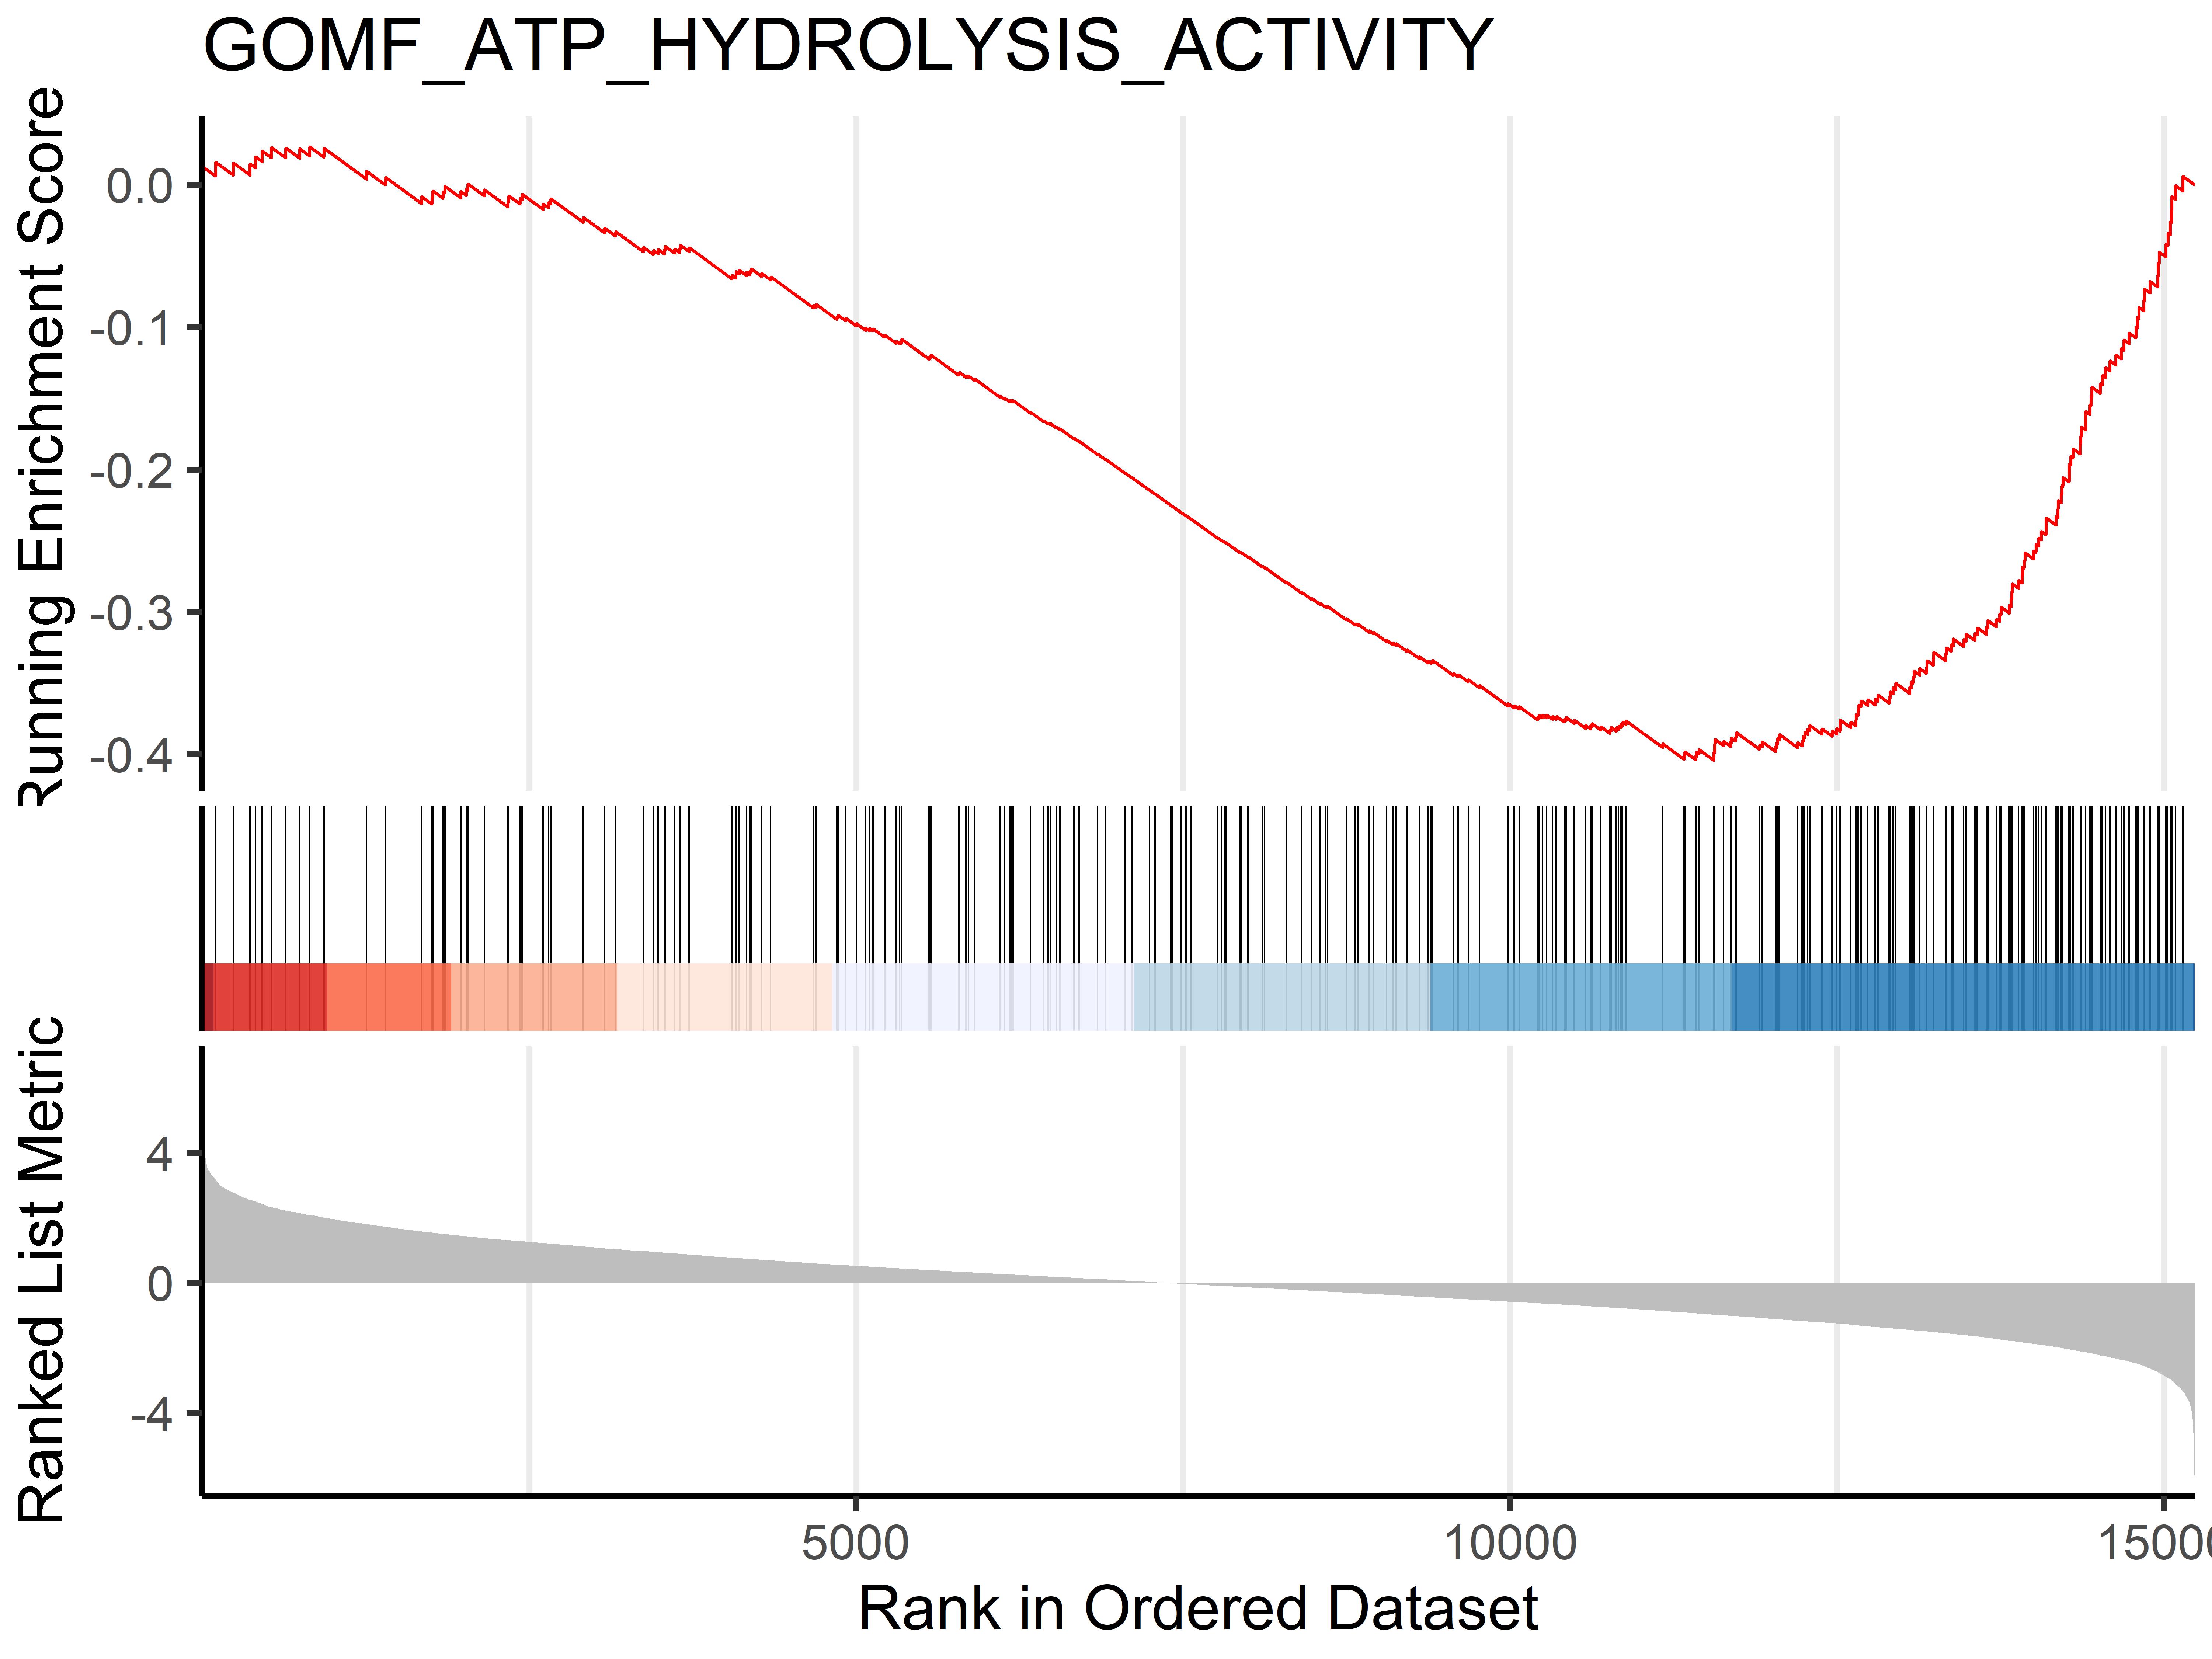 GOMF_ATP_HYDROLYSIS_ACTIVITY
Running Enrichment Score
0.0
-0.1
-0.2
-0.3
-0.4
Ranked List Metric
4
0
-4
5000
10000
1500
Rank in Ordered Dataset